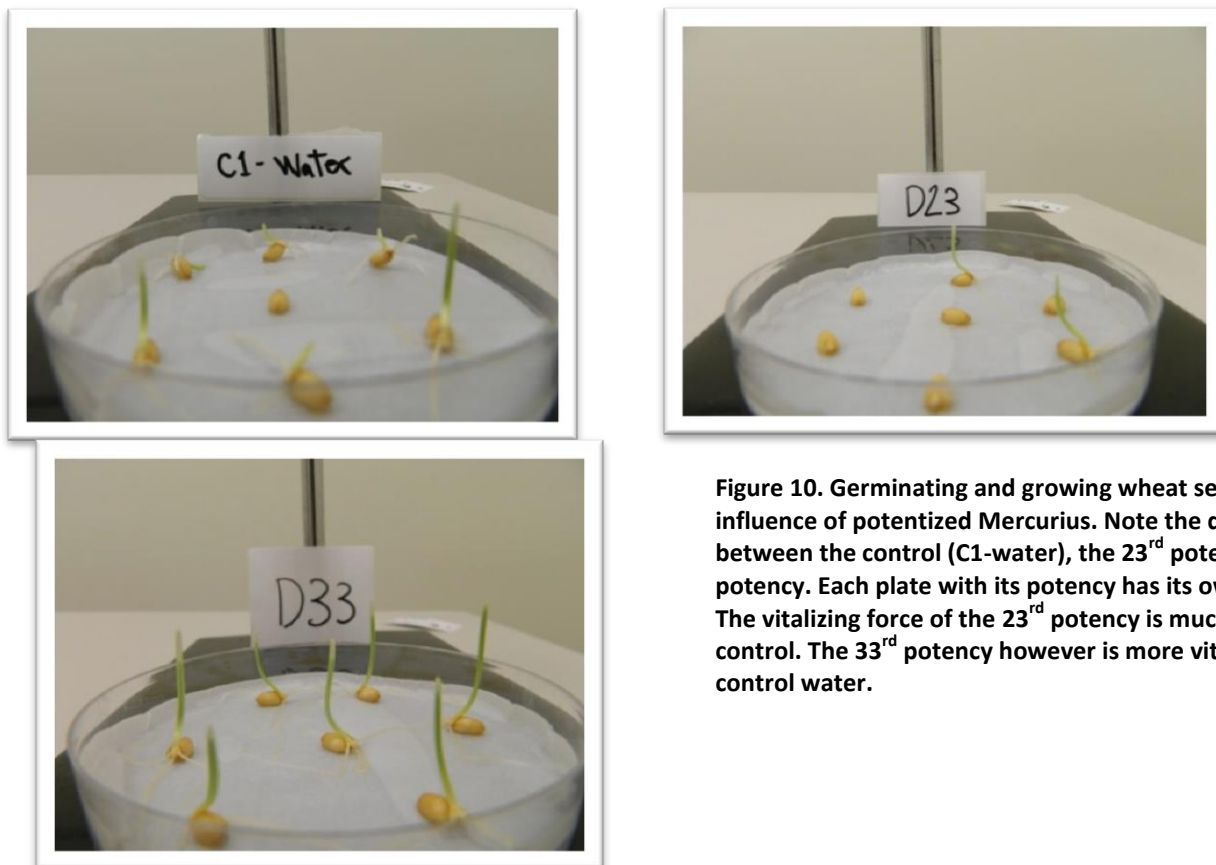 C1-Water
D23
D33
Figure 10. Germinating and growing wheat se
influence of potentized Mercurius. Note the
between the control (C1-water), the 23rd pote
potency. Each plate with its potency has its
The vitalizing force of the 23rd potency is muc
control. The 33rd potency however is more vit
control water.